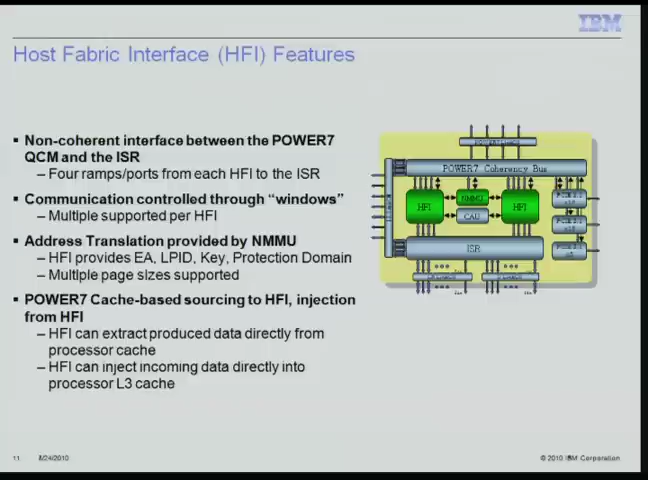 IBM
Host Fabric Interface (HFI) Features
▪ Non-coherent interface between the POWER7
QCM and the ISR
– Four ramps/ports from each HFI to the ISR
▪ Communication controlled through “windows”
– Multiple supported per HFI
▪ Address Translation provided by NMMU
– HFI provides EA, LPID, Key, Protection Domain
– Multiple page sizes supported
▪ POWER7 Cache-based sourcing to HFI, injection
from HFI
– HFI can extract produced data directly from
processor cache
– HFI can inject incoming data directly into
processor L3 cache
POWER7 Coherency Bus
HFI
NMMU
CAU
HFI
ISR
11
8/24/2010
© 2010 IBM Corporation